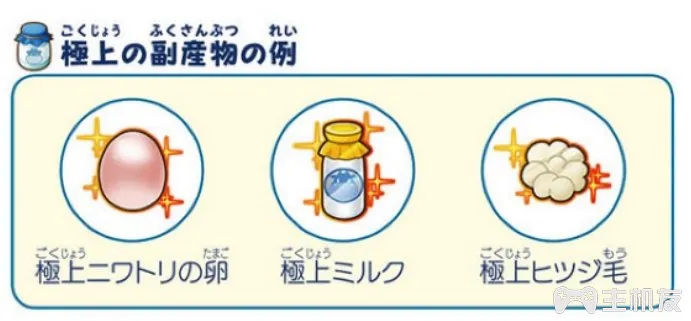 ごくじょう ふくさんぶつ れい
極上の副産物の例
ごくじょう たまご
極上ニワトリの卵
ごくじょう
極上ミルク
ごくじょう もう
極上ヒツジ毛
主机友